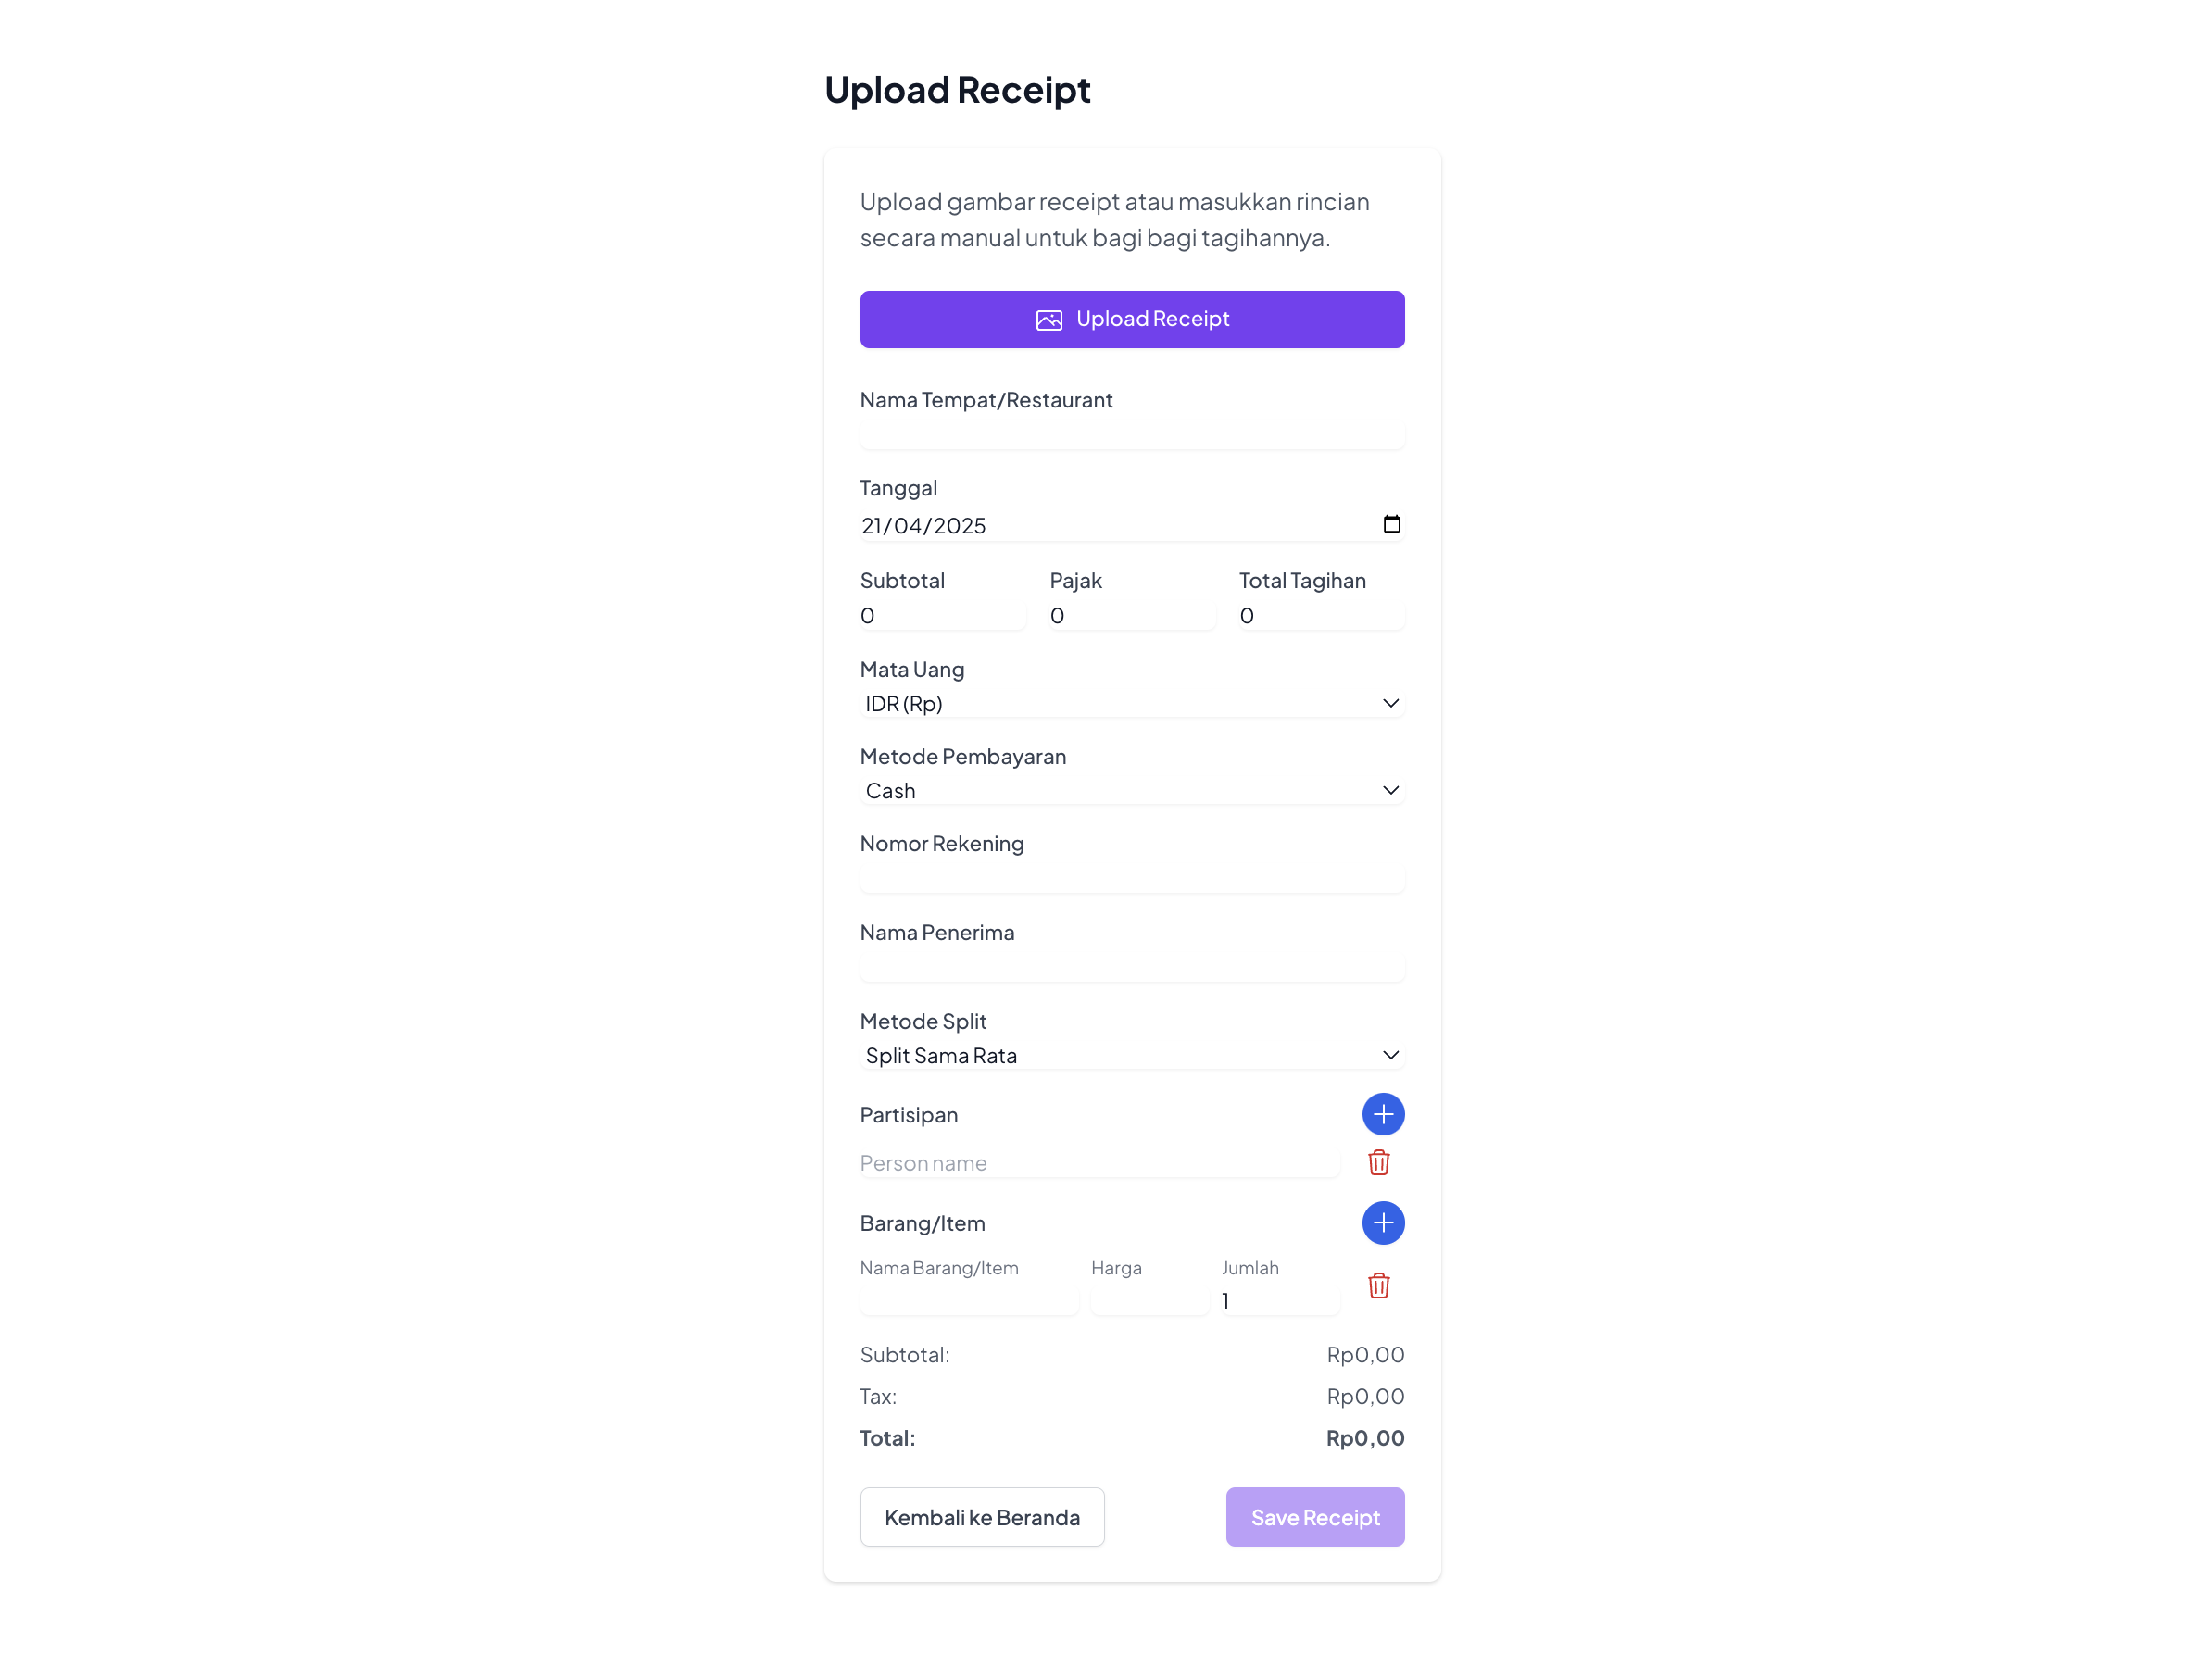 Upload Receipt
Upload gambar receipt atau masukkan rincian
secara manual untuk bagi bagi tagihannya.
Upload Receipt
Nama Tempat/Restaurant
Tanggal
21/04/2025
Subtotal Pajak Total Tagihan
0 0 0
Mata Uang
IDR (Rp)
Metode Pembayaran
Cash
Nomor Rekening
Nama Penerima
Metode Split
Split Sama Rata
Partisipan
Person name
Barang/Item
Nama Barang/Item Harga Jumlah
1
Subtotal: Rp0,00
Tax: Rp0,00
Total: Rp0,00
Kembali ke Beranda Save Receipt